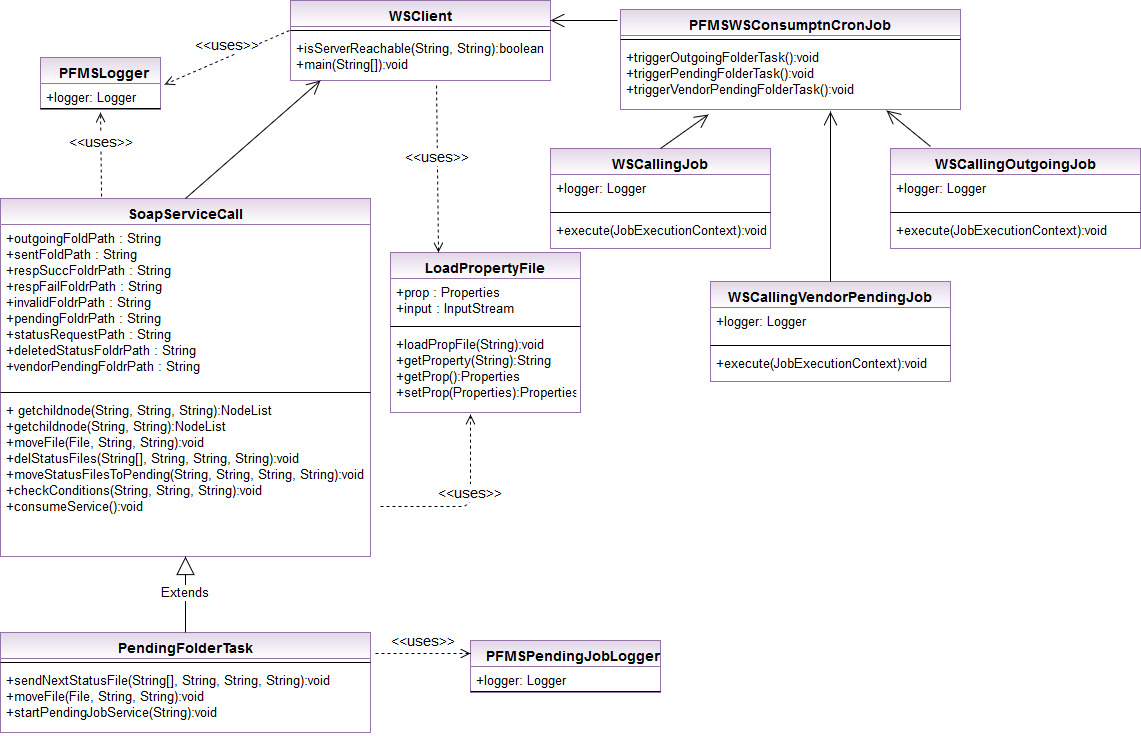 WSClient
+isServerReachable(String, String):boolean
+main(String[]):void
PFMSWSConsumptnCronJob
+triggerOutgoingFolderTask():void
+triggerPendingFolderTask():void
+triggerVendorPendingFolderTask():void
<<uses>>
PFMSLogger
+logger: Logger
<<uses>>
<<uses>>
WSCallingJob
+logger: Logger
+execute(JobExecutionContext):void
WSCallingOutgoingJob
+logger: Logger
+execute(JobExecutionContext):void
SoapServiceCall
+outgoingFoldPath : String
+sentFoldPath : String
+respSuccFoldrPath : String
+respFailFoldrPath : String
+invalidFoldrPath : String
+pendingFoldrPath : String
+statusRequestPath : String
+deletedStatusFoldrPath : String
+vendorPendingFoldrPath : String
+ getchildnode(String, String, String):NodeList
+getchildnode(String, String):NodeList
+moveFile(File, String, String):void
+delStatusFiles(String[], String, String, String):void
+moveStatusFilesToPending(String, String, String, String):void
+checkConditions(String, String, String):void
+consumeService():void
LoadPropertyFile
+prop : Properties
+input : InputStream
+loadPropFile(String):void
+getProperty(String):String
+getProp():Properties
+setProp(Properties):Properties
WSCallingVendorPendingJob
+logger: Logger
+execute(JobExecutionContext):void
<<uses>>
Extends
PendingFolderTask
+sendNextStatusFile(String[], String, String, String):void
+moveFile(File, String, String):void
+startPendingJobService(String):void
<<uses>>
PFMSPendingJobLogger
+logger: Logger